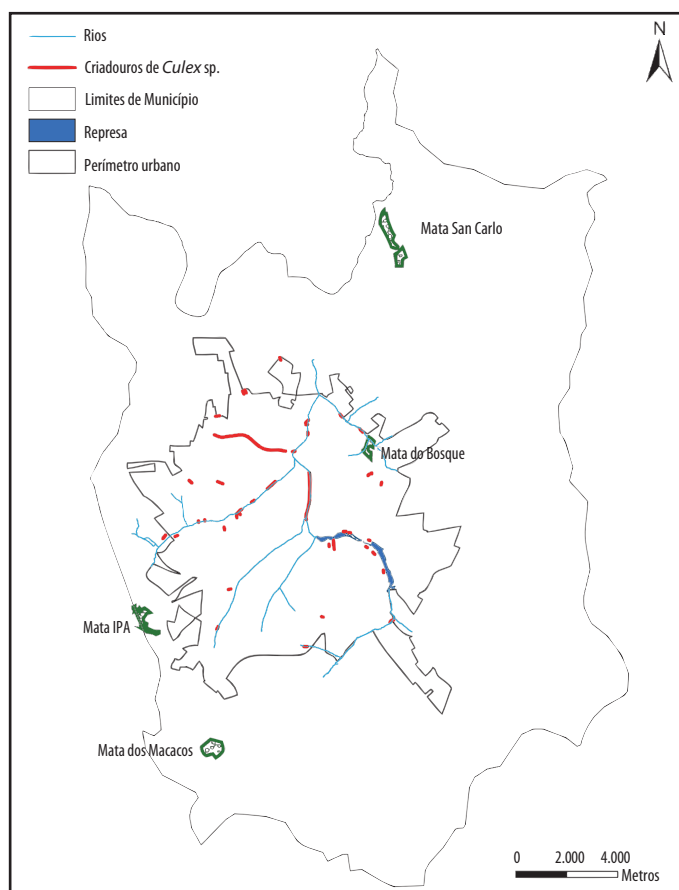 Rios
Criadouros de Culex sp.
Limites de Município
Represa
Perímetro urbano
N
Mata San Carlo
Mata do Bosque
Mata IPA
Mata dos Macacos
0 2.000 4.000
Metros